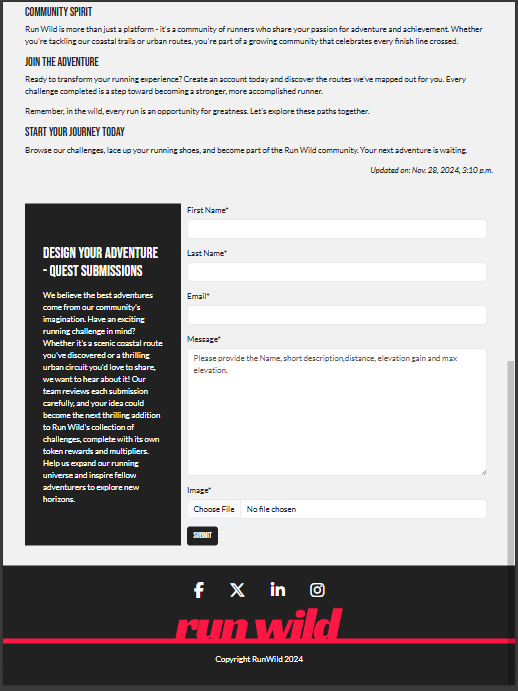 COMMUNITY SPIRIT
Run Wild is more than just a platform - it's a community of runners who share your passion for adventure and achievement. Whether
you're tackling our coastal trails or urban routes, you're part of a growing community that celebrates every finish line crossed.
JOIN THE ADVENTURE
Ready to transform your running experience? Create an account today and discover the routes we've mapped out for you. Every
challenge completed is a step toward becoming a stronger, more accomplished runner.
Remember, in the wild, every run is an opportunity for greatness. Let's explore these paths together.
START YOUR JOURNEY TODAY
Browse our challenges, lace up your running shoes, and become part of the Run Wild community. Your next adventure is waiting.
Updated on: Nov. 28, 2024, 3:10 p.m.
DESIGN YOUR ADVENTURE
- QUEST SUBMISSIONS
We believe the best adventures
come from our community's
imagination. Have an exciting
running challenge in mind?
Whether it's a scenic coastal route
you've discovered or a thrilling
urban circuit you'd love to share,
we want to hear about it! Our
team reviews each submission
carefully, and your idea could
become the next thrilling addition
to Run Wild's collection of
challenges, complete with its own
token rewards and multipliers.
Help us expand our running
universe and inspire fellow
adventurers to explore new
horizons.
First Name*
Last Name*
Email*
Message*
Please provide the Name, short description,distance, elevation gain and max
elevation.
Image*
Choose File No file chosen
SUBMIT
run wild
Copyright RunWild 2024